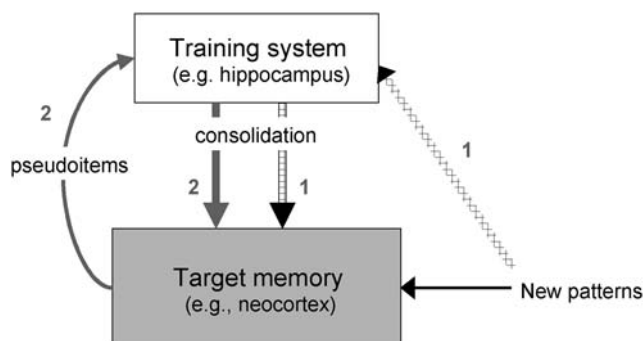 Training system
(e.g. hippocampus)
2
1
consolidation
pseudoitems
2
1
Target memory
(e.g., neocortex)
New patterns